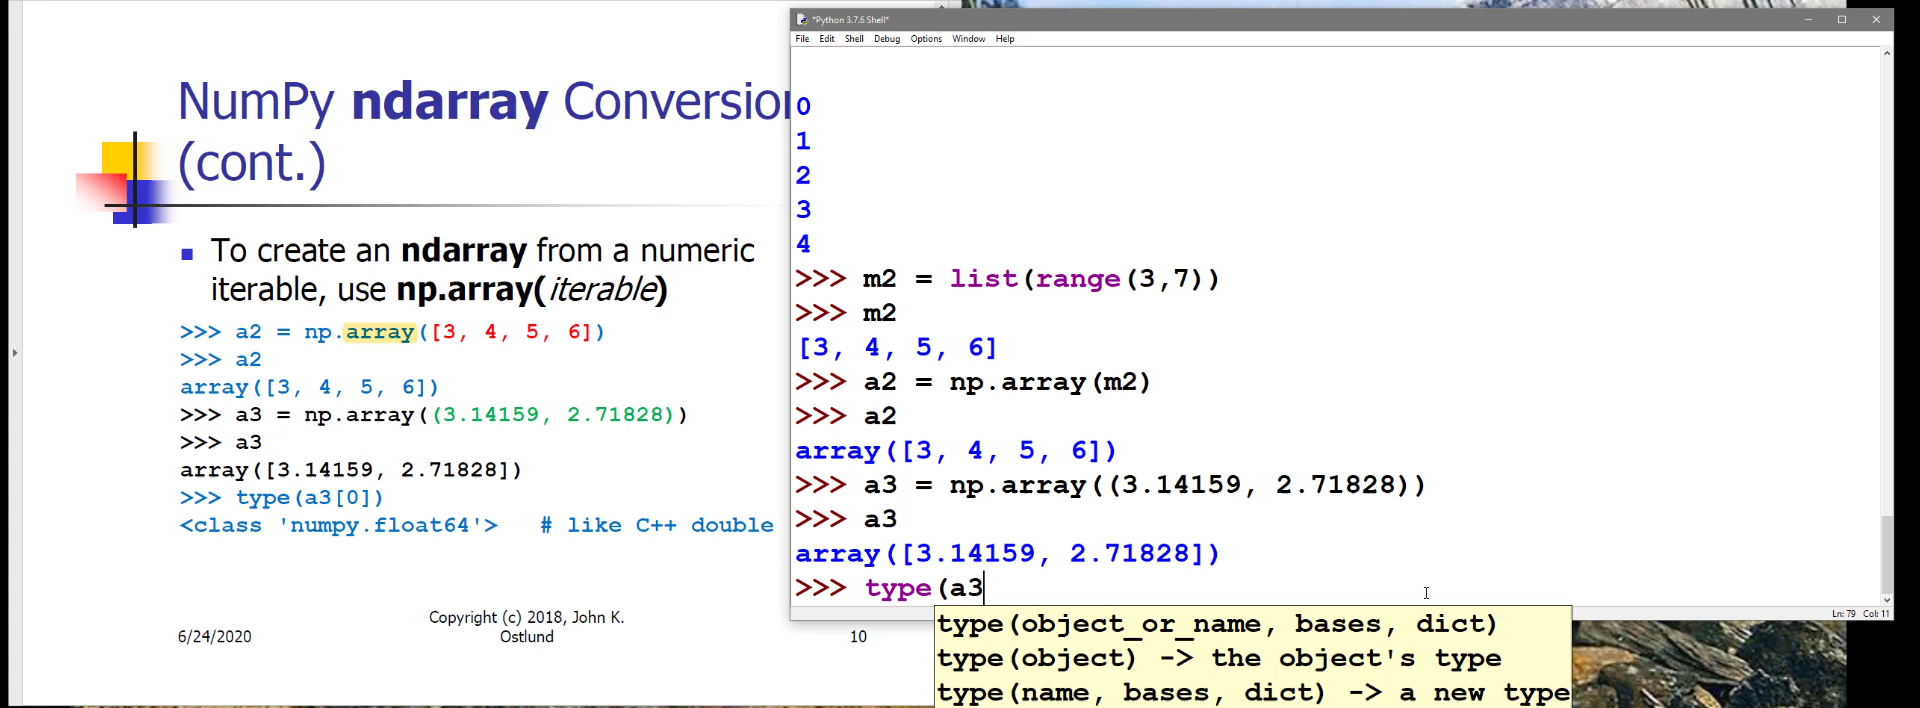 NumPy ndarray Conversion
(cont.)
To create an ndarray from a numeric
iterable, use np.array(iterable)
>>> a2 = np.array([3, 4, 5, 6])
>>> a2
array([3, 4, 5, 6])
>>> a3 = np.array((3.14159, 2.71828))
>>> a3
array([3.14159, 2.71828])
>>> type(a3[0])
<class 'numpy.float64'> # like C++ double
6/24/2020
Copyright (c) 2018, John K.
Ostlund
10
*Python 3.7.6 Shell*
File Edit Shell Debug Options Window Help
0
1
2
3
4
>>> m2 = list(range(3,7))
>>> m2
[3, 4, 5, 6]
>>> a2 = np.array(m2)
>>> a2
array([3, 4, 5, 6])
>>> a3 = np.array((3.14159, 2.71828))
>>> a3
array([3.14159, 2.71828])
>>> type(a3
Ln: 79 Col: 11
type(object_or_name, bases, dict)
type(object) -> the object's type
type(name, bases, dict) -> a new type